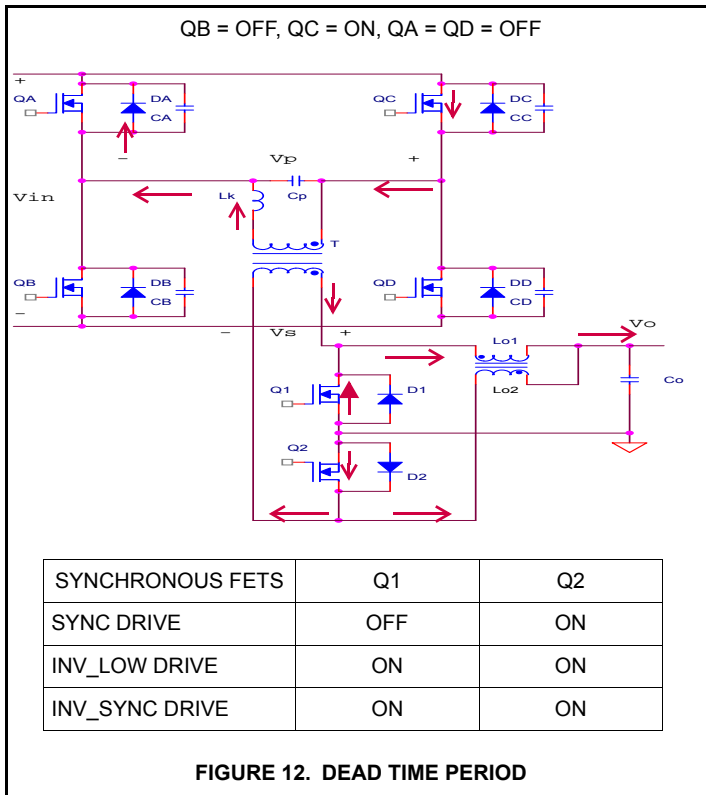 QB = OFF, QC = ON, QA = QD = OFF
+
QA
DA
CA
QC
DC
CC
-
Vp
+
Vin
Lk
Cp
T
QB
DB
CB
QD
DD
CD
-
-
Vs
+
Vo
Lo1
Lo2
Co
Q1
D1
Q2
D2
SYNCHRONOUS FETS Q1 Q2
SYNC DRIVE OFF ON
INV_LOW DRIVE ON ON
INV_SYNC DRIVE ON ON
FIGURE 12. DEAD TIME PERIOD